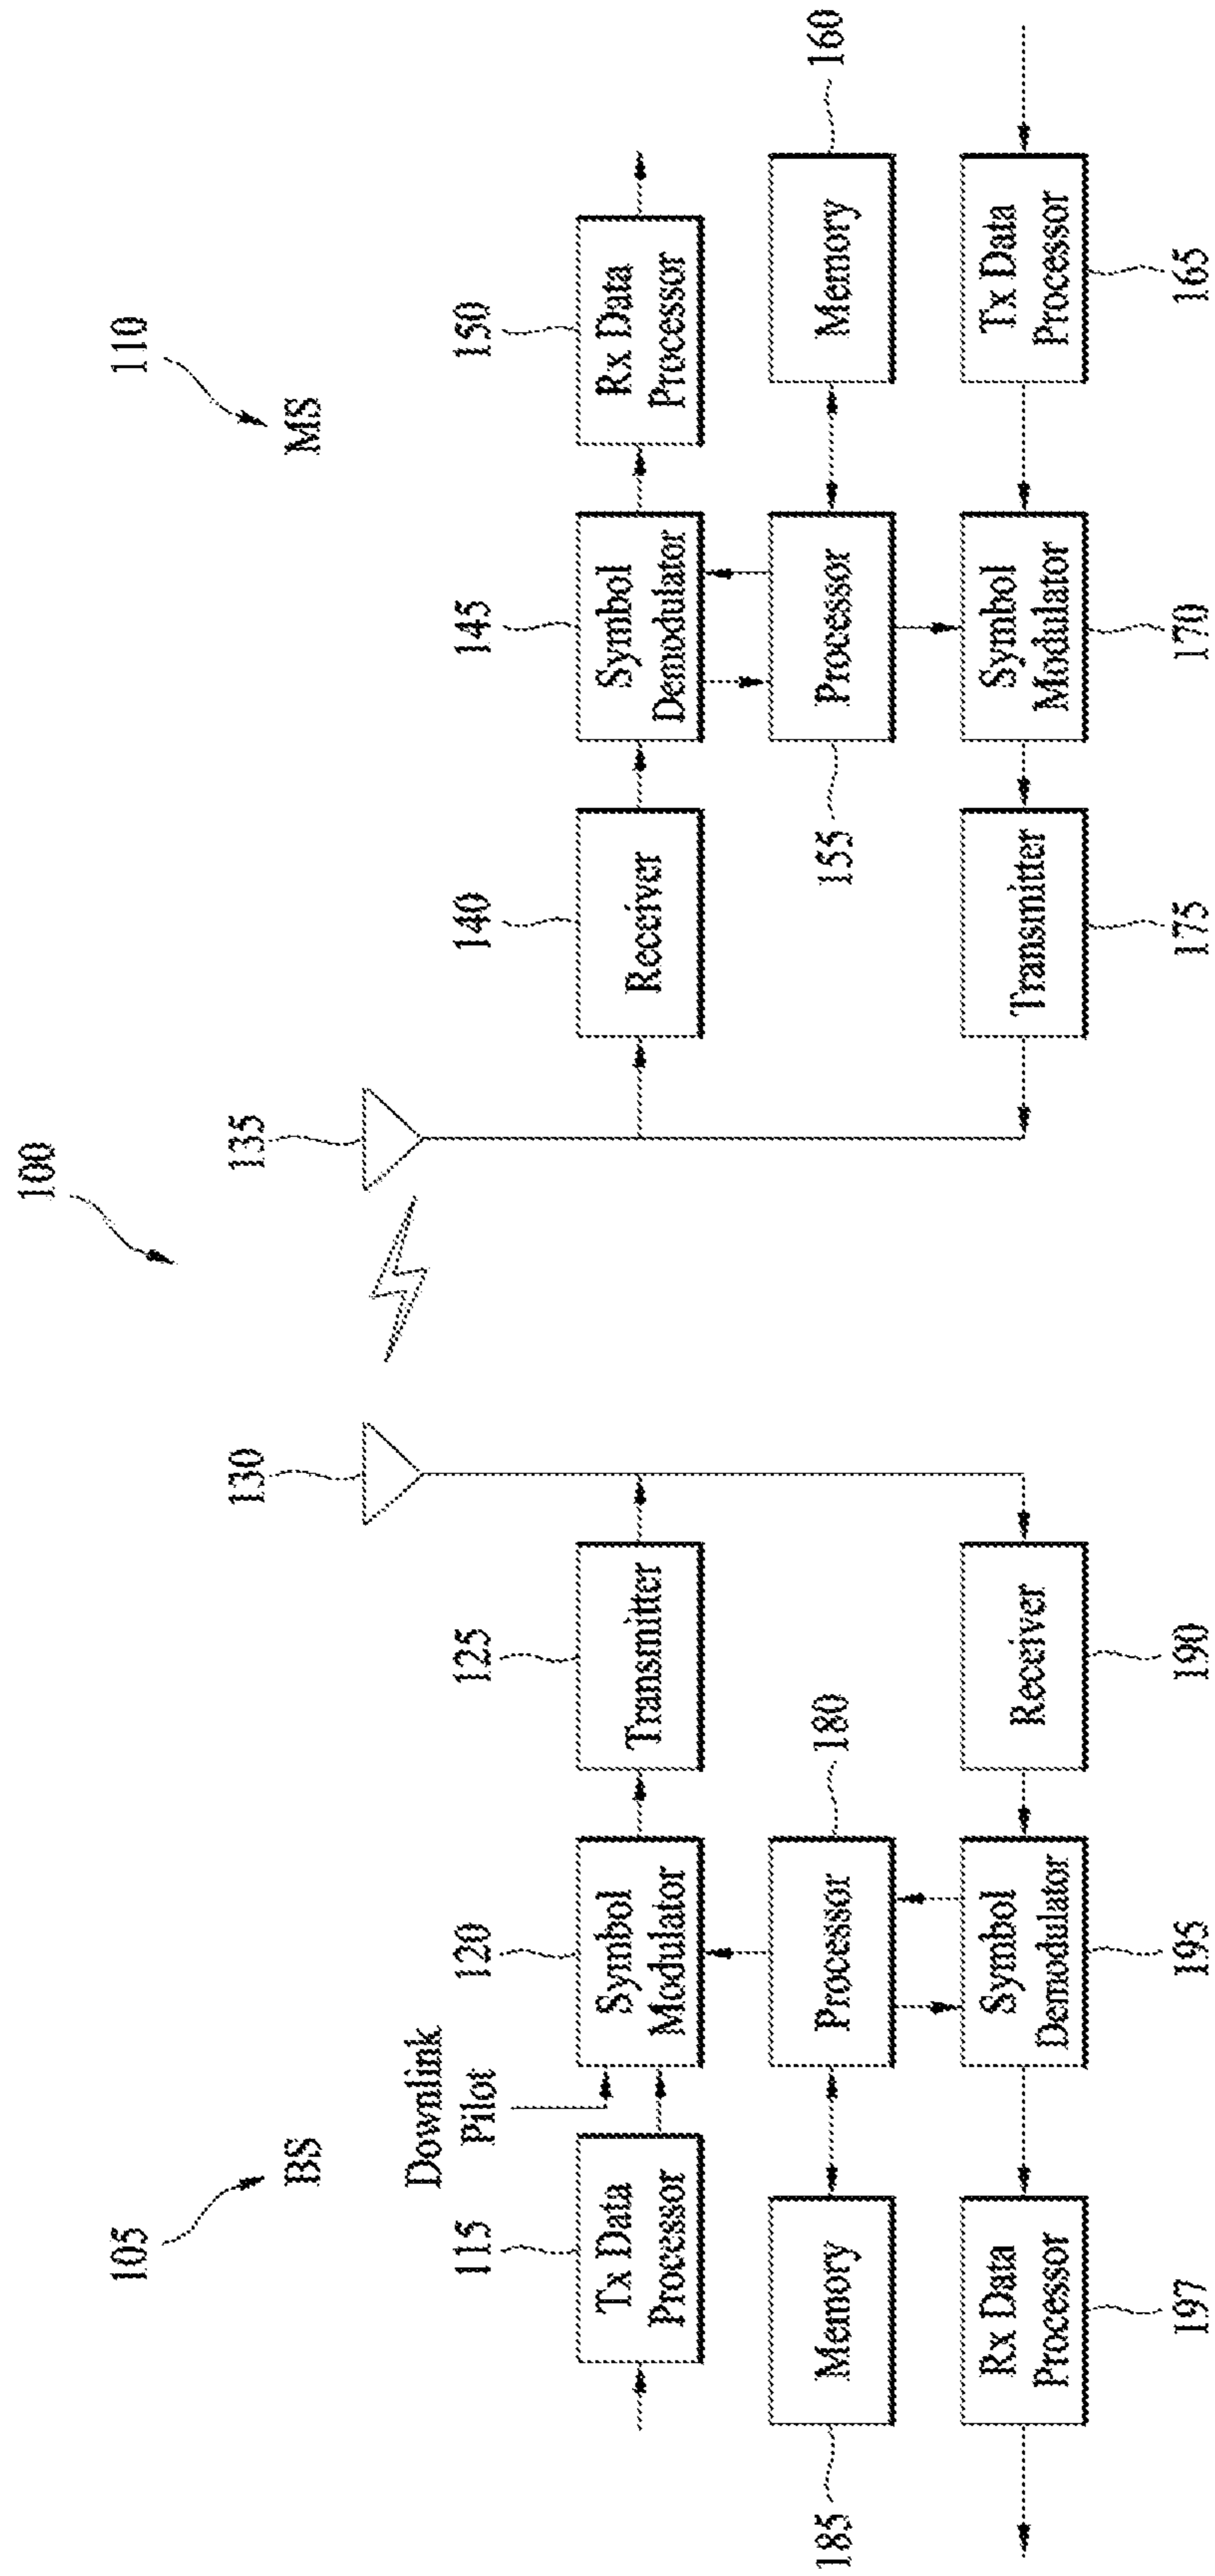 100
105
BS
110
MS
130
135
115
120
125
140
145
150
Downlink
Pilot
Tx Data
Processor
Symbol
Modulator
Transmitter
Receiver
Symbol
Demodulator
Rx Data
Processor
180
160
Memory
Processor
Processor
Memory
185
155
Rx Data
Processor
Symbol
Demodulator
Receiver
Transmitter
Symbol
Modulator
Tx Data
Processor
197
195
190
175
170
165